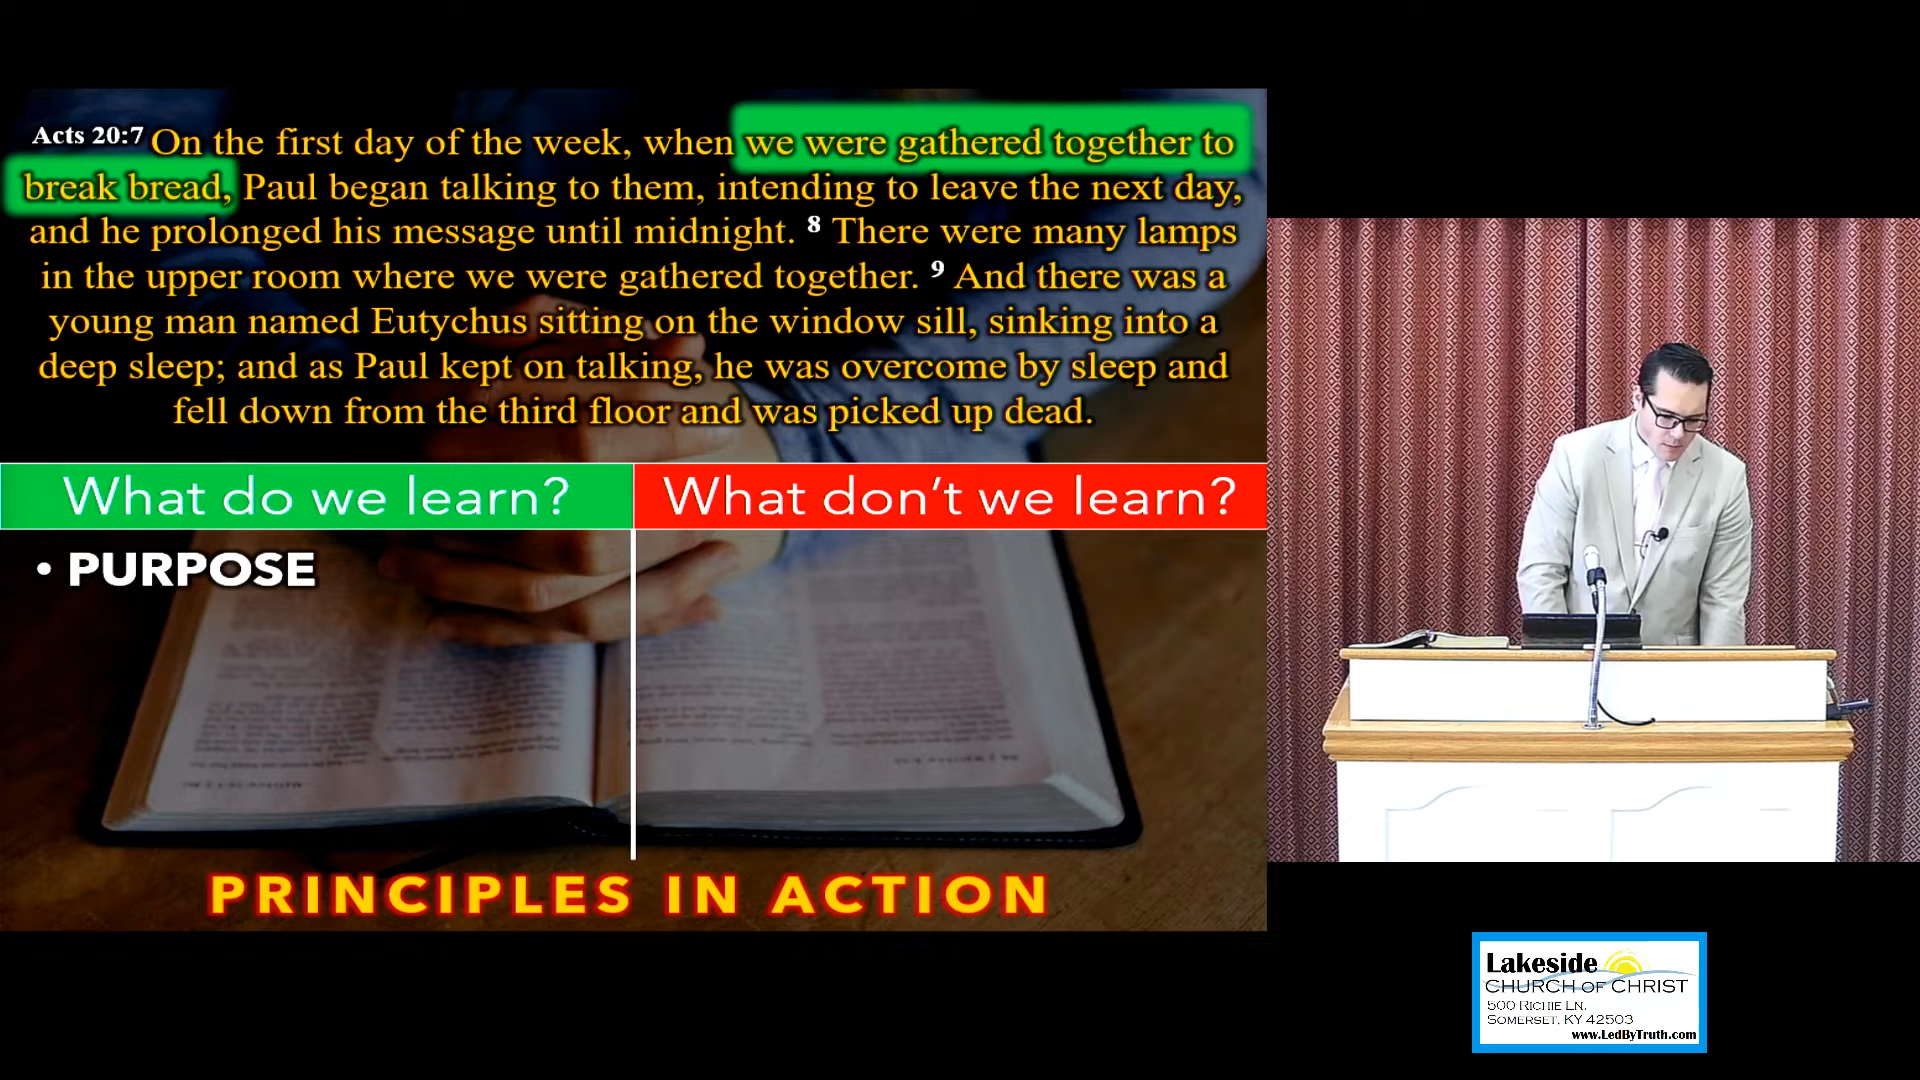 Acts 20:7 On the first day of the week, when we were gathered together to
break bread, Paul began talking to them, intending to leave the next day,
and he prolonged his message until midnight. 8 There were many lamps
in the upper room where we were gathered together. 9 And there was a
young man named Eutychus sitting on the window sill, sinking into a
deep sleep; and as Paul kept on talking, he was overcome by sleep and
fell down from the third floor and was picked up dead.
What do we learn?
What don't we learn?
• PURPOSE
PRINCIPLES IN ACTION
Lakeside
CHURCH OF CHRIST
500 RICHIE LN.
SOMERSET, KY 42503
www.LedByTruth.com